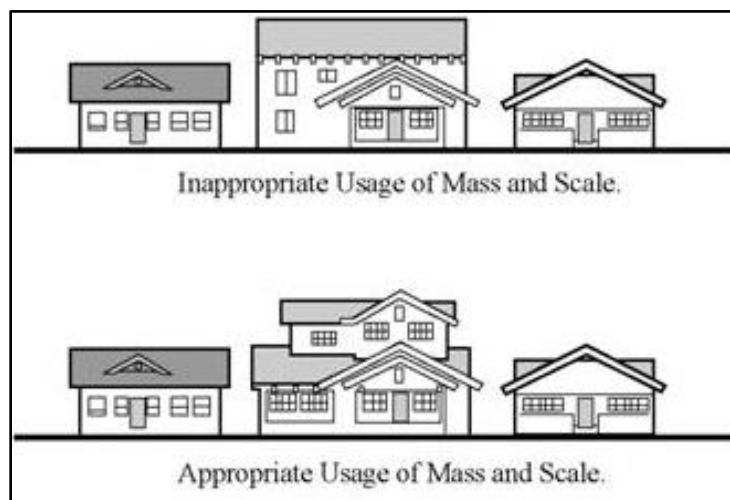 Inappropriate Usage of Mass and Scale.
Appropriate Usage of Mass and Scale.